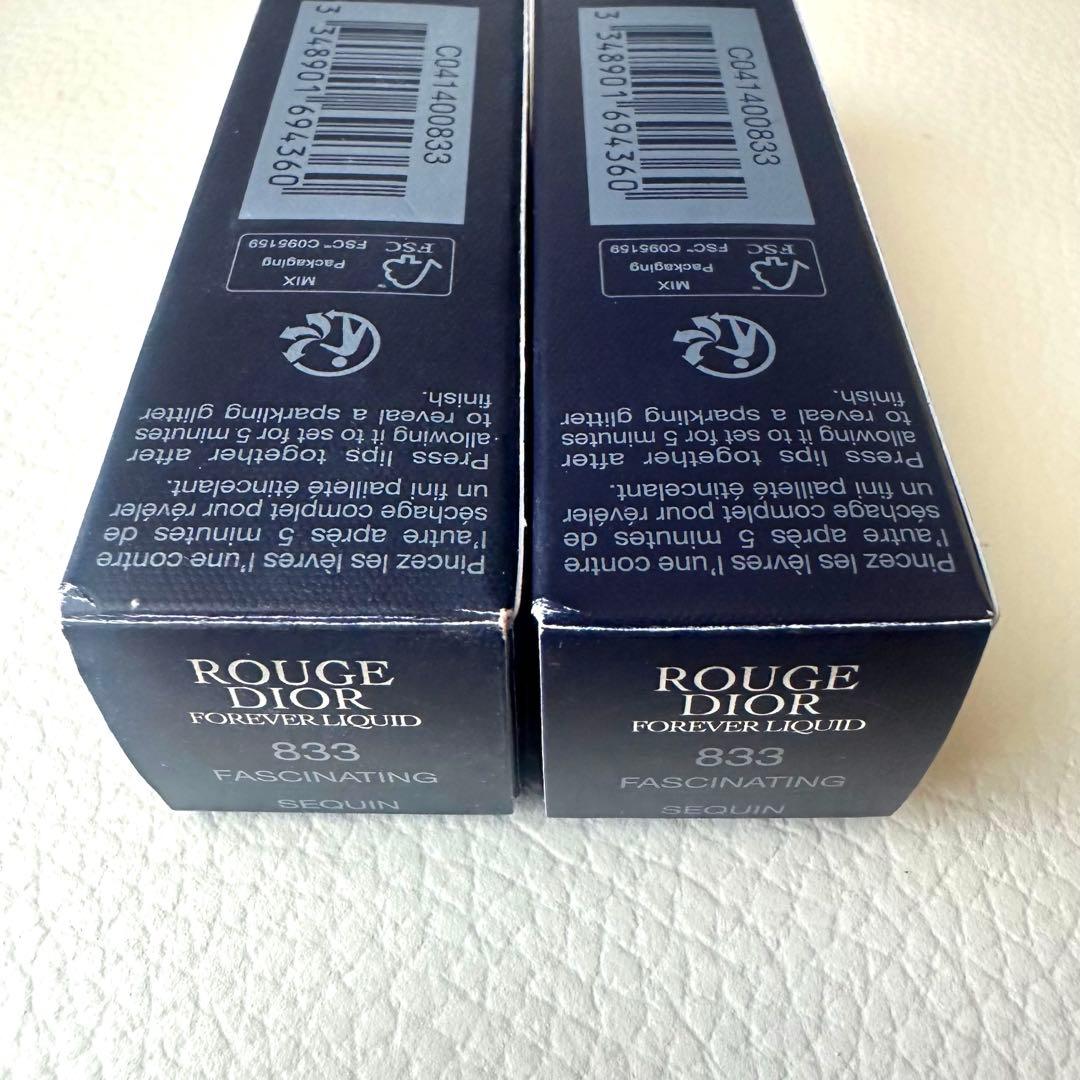 C041400833
3 348901 694360
FSC
FSC™ C095159
MIX
Packaging
Pincez les lèvres l'une contre
l'autre après 5 minutes de
séchage complet pour révéler
un fini pailleté étincelant.
Press lips together after
allowing it to set for 5 minutes
to reveal a sparkling glitter
finish.
ROUGE
DIOR
FOREVER LIQUID
833
FASCINATING
SEQUIN
C041400833
3 348901 694360
FSC
FSC™ C095159
MIX
Packaging
Pincez les lèvres l'une contre
l'autre après 5 minutes de
séchage complet pour révéler
un fini pailleté étincelant.
Press lips together after
allowing it to set for 5 minutes
to reveal a sparkling glitter
finish.
ROUGE
DIOR
FOREVER LIQUID
833
FASCINATING
SEQUIN